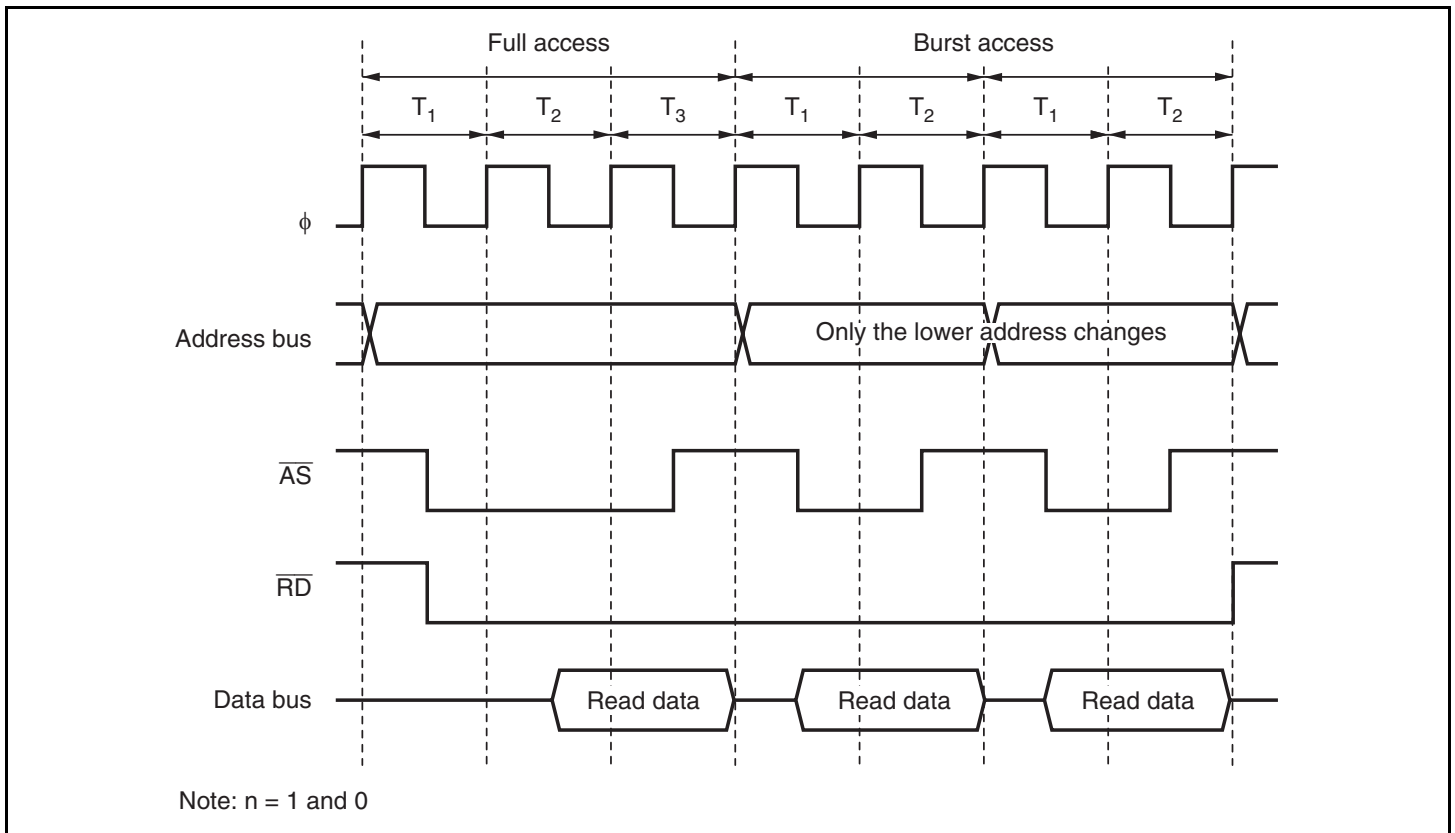 Full access Burst access
T1 T2 T3 T1 T2 T1 T2
φ
Address bus Only the lower address changes
AS
RD
Data bus Read data Read data Read data
Note: n = 1 and 0